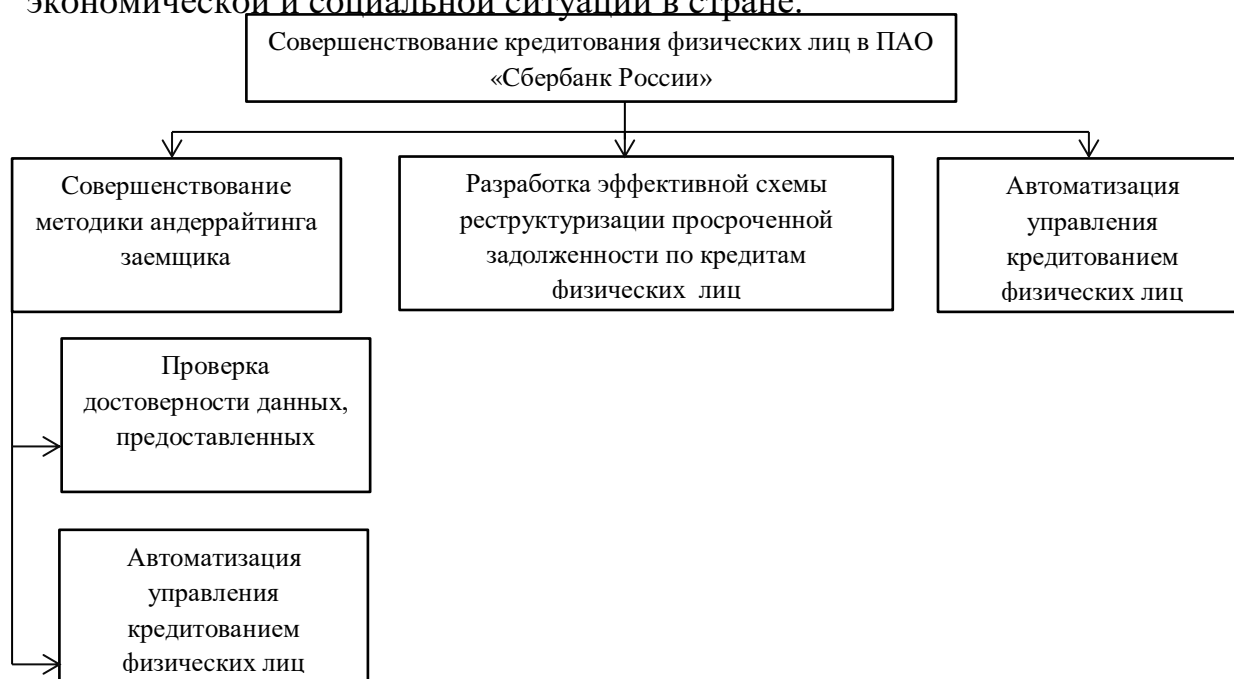 экономической и социальной ситуации в стране.
Совершенствование кредитования физических лиц в ПАО
«Сбербанк России»
Совершенствование
методики андеррайтинга
заемщика
Разработка эффективной схемы
реструктуризации просроченной
задолженности по кредитам
физических лиц
Автоматизация
управления
кредитованием
физических лиц
Проверка
достоверности данных,
предоставленных
Автоматизация
управления
кредитованием
физических лиц